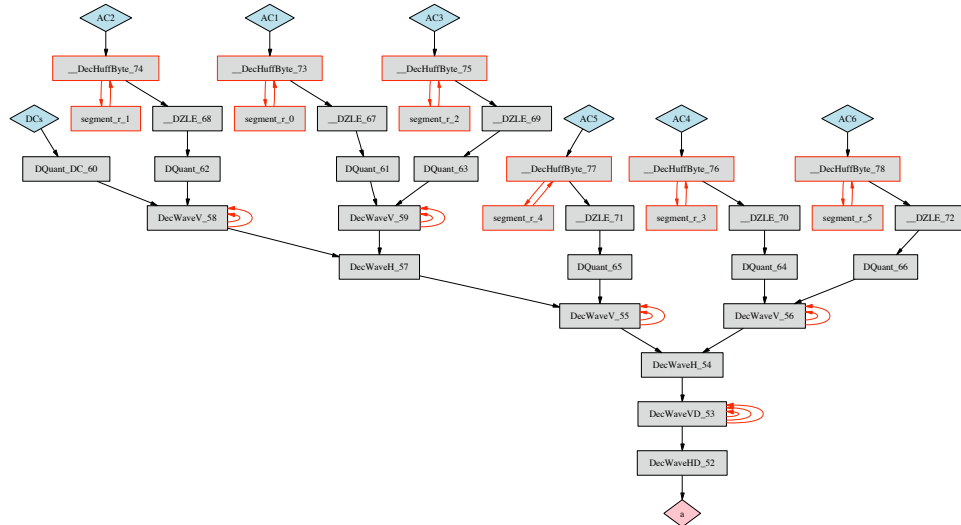 AC2
AC1
AC3
__DecHuffByte_74
__DecHuffByte_73
__DecHuffByte_75
DCs
segment_r_1
__DZLE_68
segment_r_0
__DZLE_67
segment_r_2
__DZLE_69
AC5
AC4
AC6
DQuant_DC_60
DQuant_62
DQuant_61
DQuant_63
__DecHuffByte_77
__DecHuffByte_76
__DecHuffByte_78
DecWaveV_58
DecWaveV_59
segment_r_4
__DZLE_71
segment_r_3
__DZLE_70
segment_r_5
__DZLE_72
DecWaveH_57
DQuant_65
DQuant_64
DQuant_66
DecWaveV_55
DecWaveV_56
DecWaveH_54
DecWaveVD_53
DecWaveHD_52
a